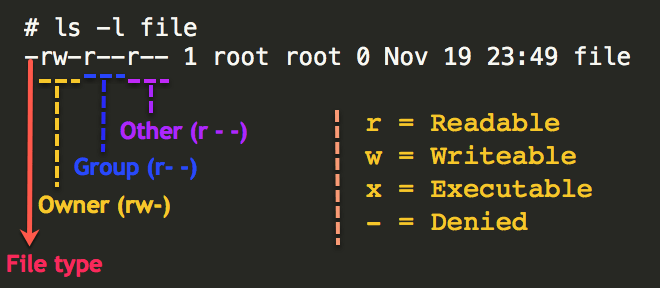 # ls -l file
-rw-r--r-- 1 root root 0 Nov 19 23:49 file
r = Readable
Other (r - -)
w = Writeable
Group (r- -)
x = Executable
Owner (rw-)
- = Denied
File type